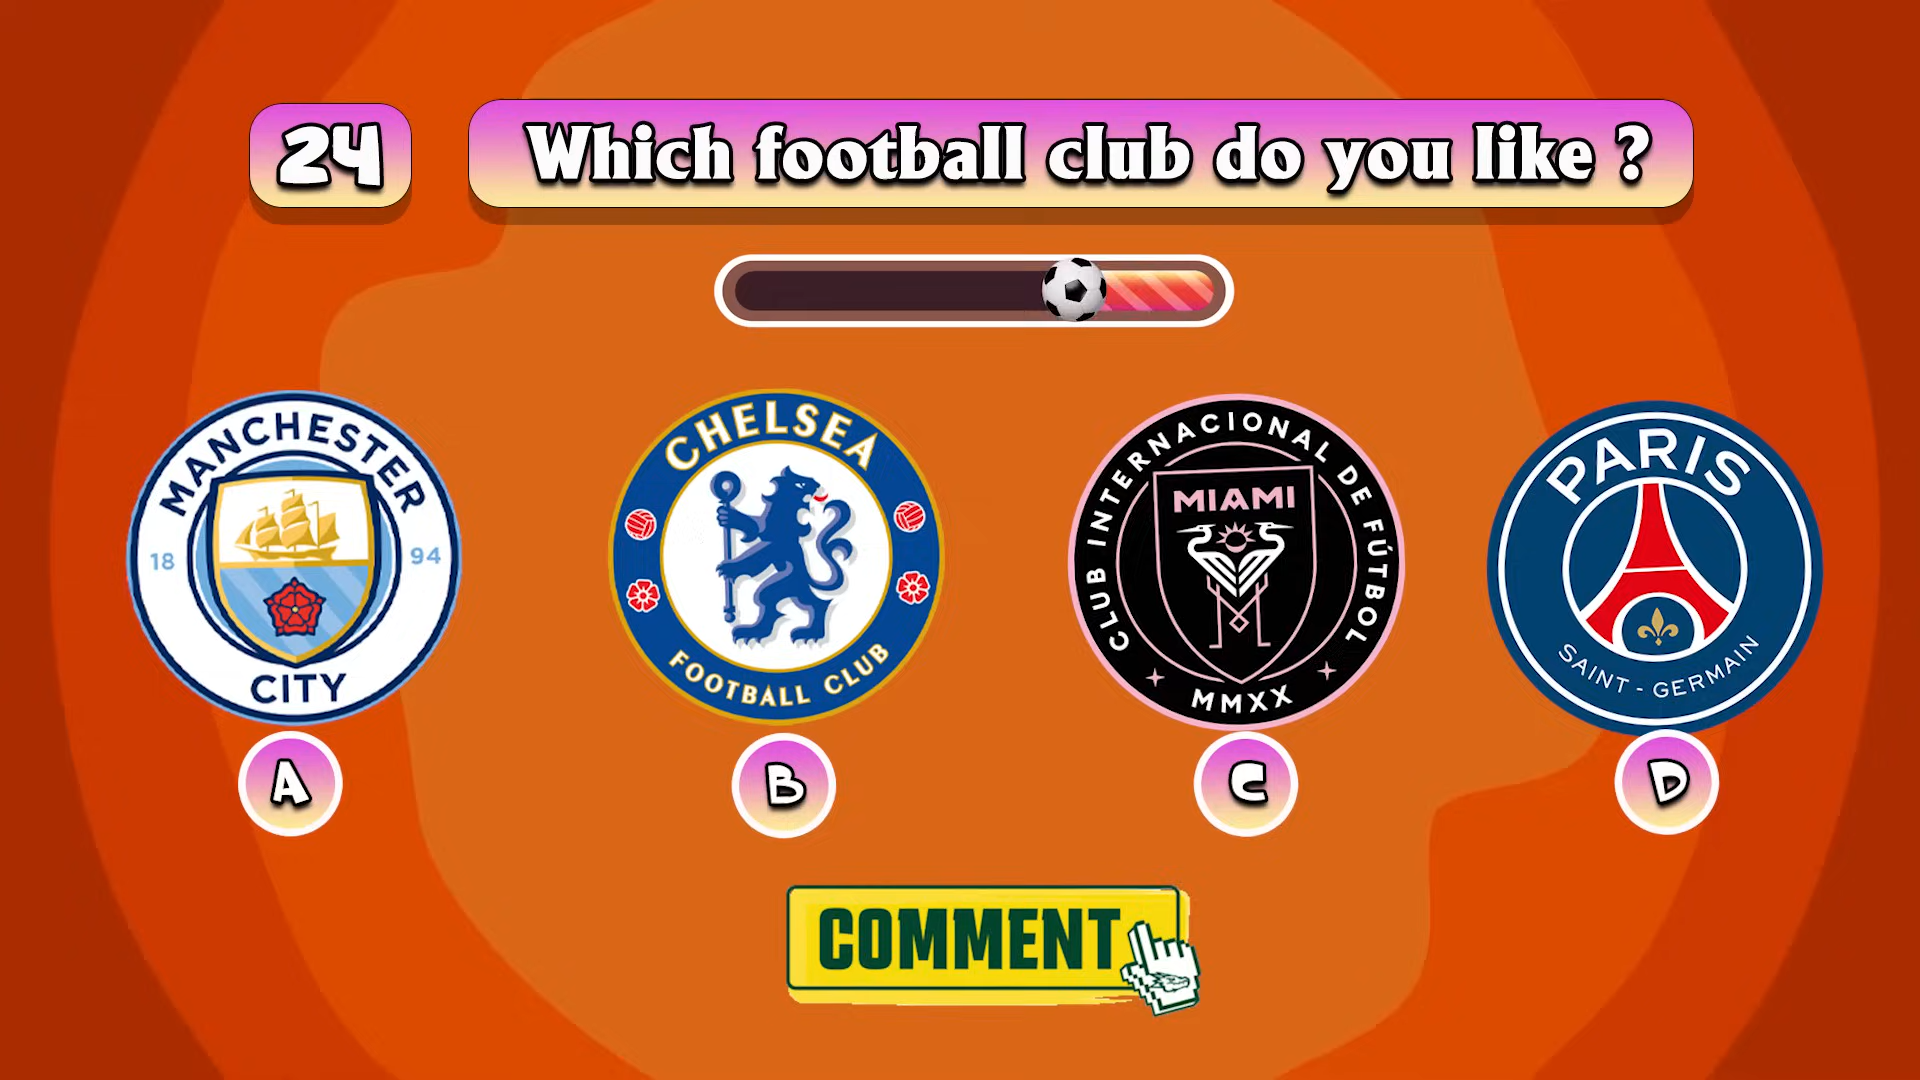 24
Which football club do you like ?
MANCHESTER
18 94
CITY
CHELSEA
FOOTBALL CLUB
CLUB INTERNACIONAL DE FÚTBOL
MIAMI
MMXX
PARIS
SAINT - GERMAIN
A
B
C
D
COMMENT